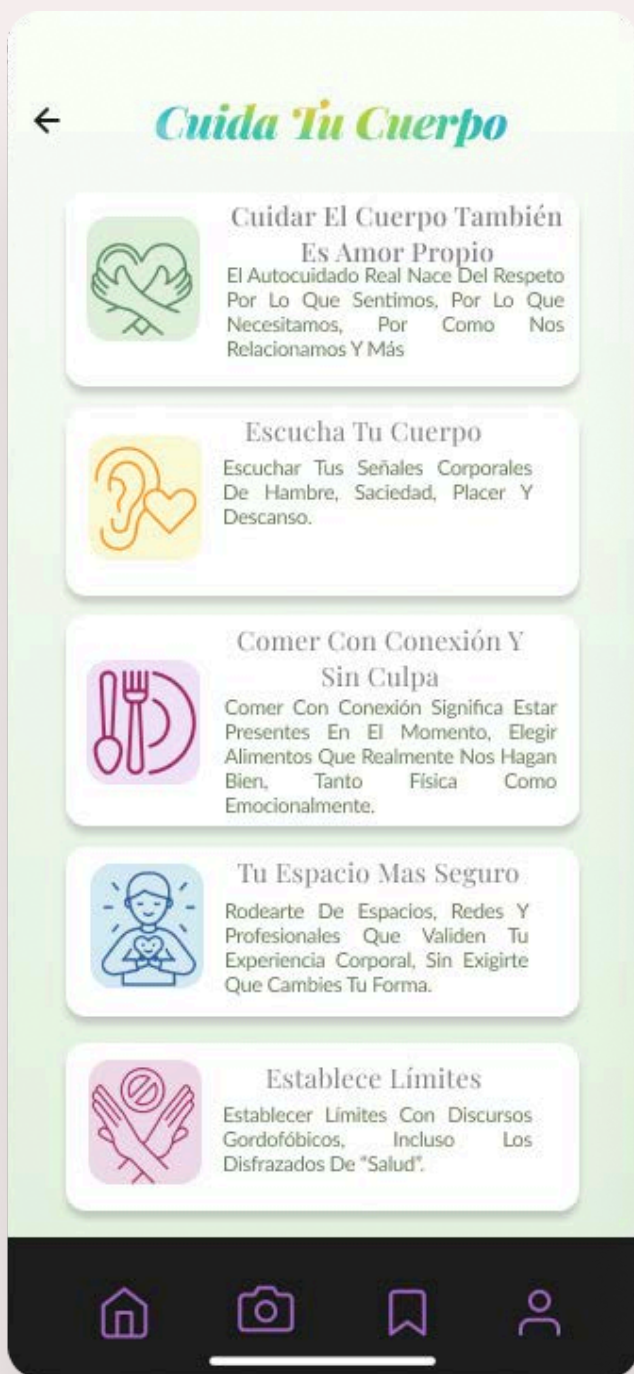 Cuida Tu Cuerpo
Cuidar El Cuerpo También
Es Amor Propio
El Autocuidado Real Nace Del Respeto
Por Lo Que Sentimos, Por Lo Que
Necesitamos, Por Como Nos
Relacionamos Y Más
Escucha Tu Cuerpo
Escuchar Tus Señales Corporales
De Hambre, Saciedad, Placer Y
Descanso.
Comer Con Conexión Y
Sin Culpa
Comer Con Conexión Significa Estar
Presentes En El Momento, Elegir
Alimentos Que Realmente Nos Hagan
Bien, Tanto Física Como
Emocionalmente.
Tu Espacio Mas Seguro
Rodearte De Espacios, Redes Y
Profesionales Que Validen Tu
Experiencia Corporal, Sin Exigirte
Que Cambies Tu Forma.
Establece Límites
Establecer Límites Con Discursos
Gordofóbicos, Incluso Los
Disfrazados De “Salud”.